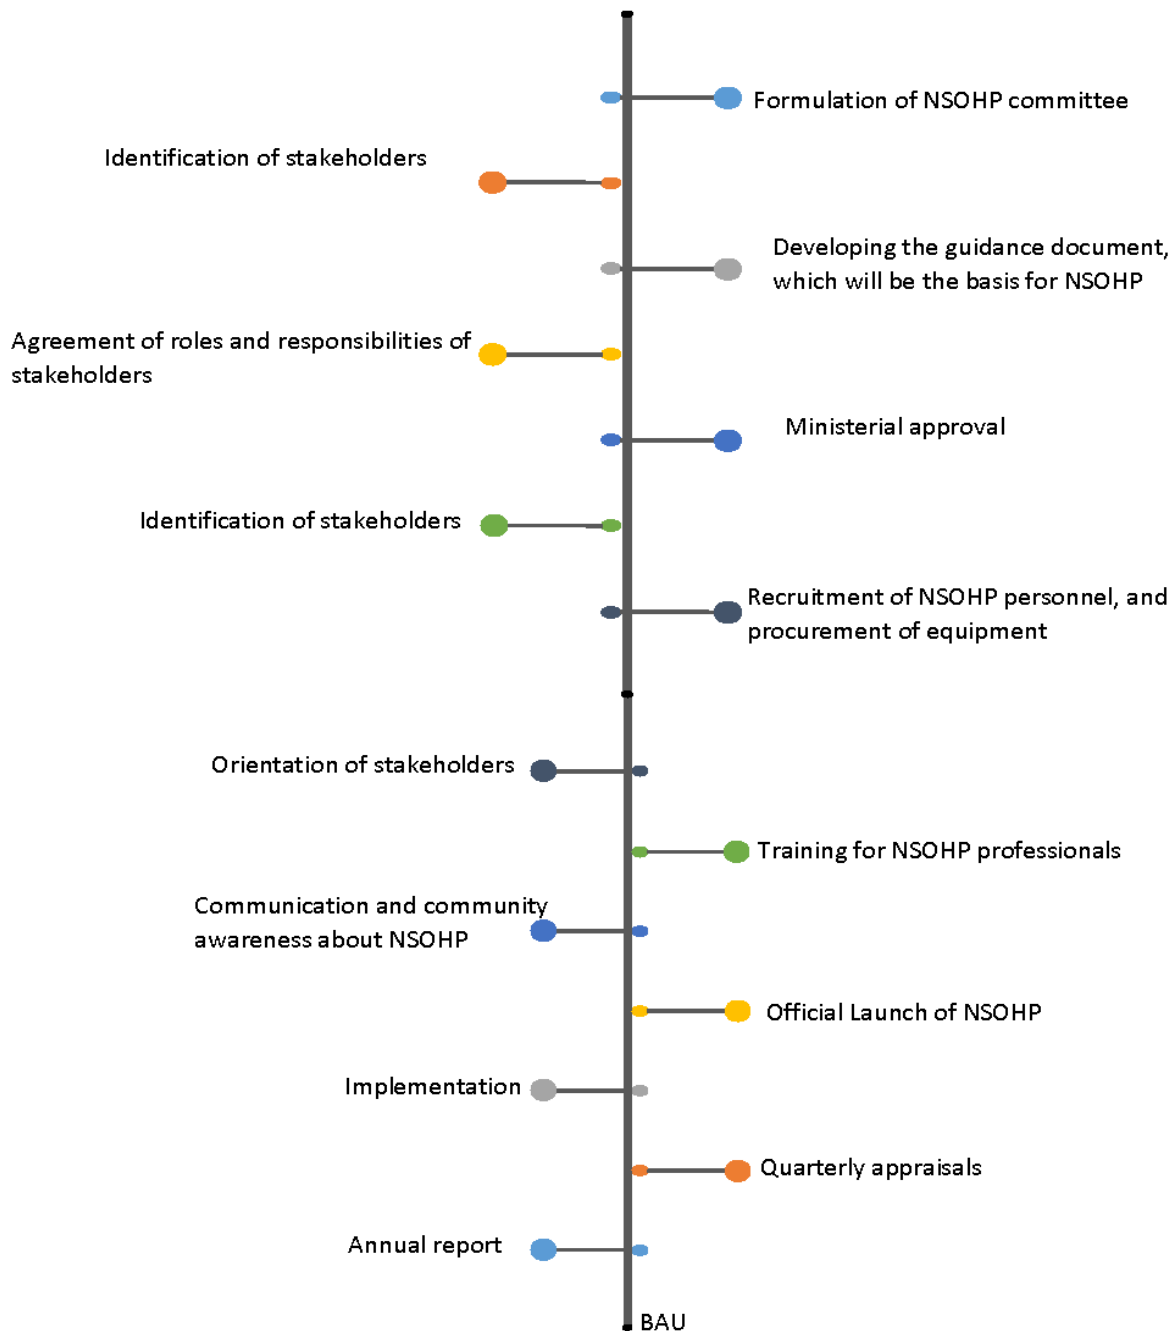 Formulation of NSOHP committee
Identification of stakeholders
Developing the guidance document,
which will be the basis for NSOHP
Agreement of roles and responsibilities of
stakeholders
Ministerial approval
Identification of stakeholders
Recruitment of NSOHP personnel, and
procurement of equipment
Orientation of stakeholders
Training for NSOHP professionals
Communication and community
awareness about NSOHP
Official Launch of NSOHP
Implementation
Quarterly appraisals
Annual report
BAU